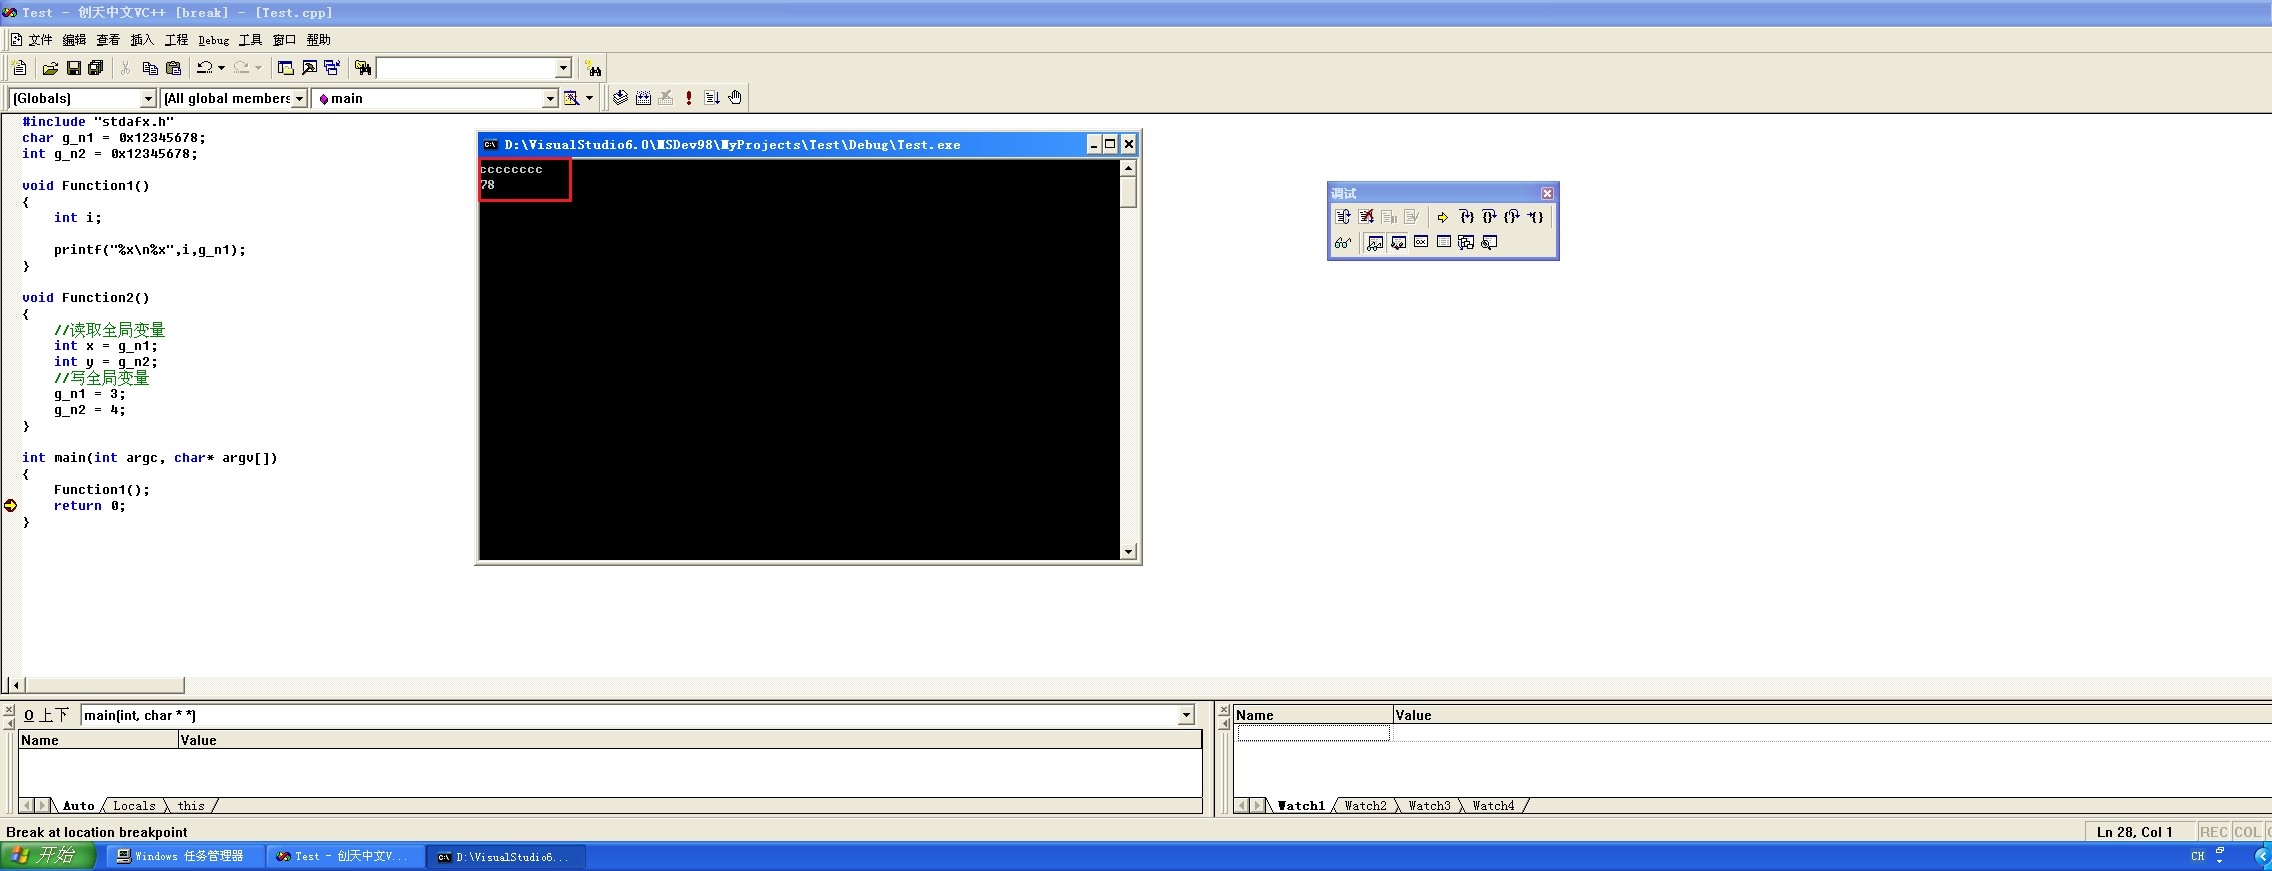 Test - 创天中文VC++ [break] - [Test.cpp]
文件 编辑 查看 插入 工程 Debug 工具 窗口 帮助
(Globals) (All global members main
#include "stdafx.h"
char g_n1 = 0x12345678;
int g_n2 = 0x12345678;
void Function1()
{
int i;
printf("%x\n%x",i,g_n1);
}
void Function2()
{
//读取全局变量
int x = g_n1;
int y = g_n2;
//写全局变量
g_n1 = 3;
g_n2 = 4;
}
int main(int argc, char* argv[])
{
Function1();
return 0;
}
D:\VisualStudio6.0\MSDev98\MyProjects\Test\Debug\Test.exe
cccccccc
78
调试
O 上下 main(int, char * *)
Name Value
Auto Locals this
Name Value
Watch1 Watch2 Watch3 Watch4
Break at location breakpoint
Ln 28, Col 1 REC COL
开始 Windows 任务管理器 Test - 创天中文V... D:\VisualStudio6... CH